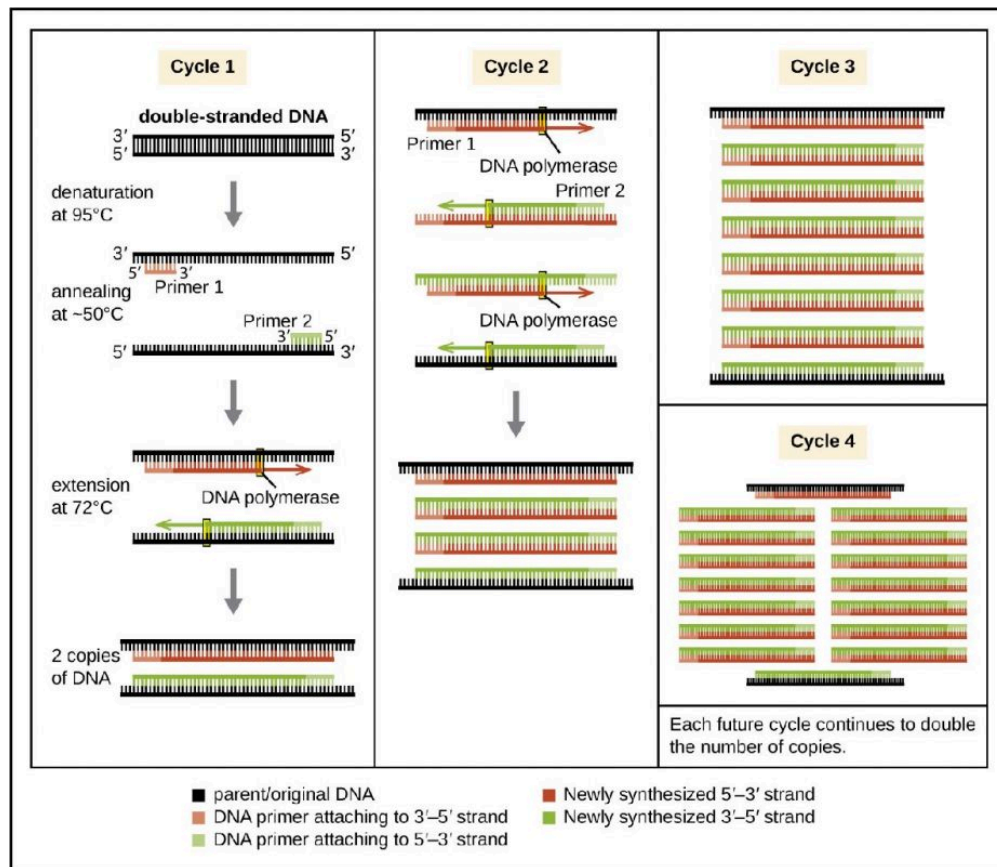 Cycle 1
double-stranded DNA
3′ 5′
5′ 3′
denaturation
at 95°C
3′ 5′
5′ 3′
Primer 1
annealing
at ~50°C
Primer 2
3′ 5′
5′ 3′
extension
at 72°C
DNA polymerase
2 copies
of DNA
Cycle 2
Primer 1
DNA polymerase
Primer 2
DNA polymerase
Cycle 3
Cycle 4
Each future cycle continues to double
the number of copies.
parent/original DNA
DNA primer attaching to 3′–5′ strand
DNA primer attaching to 5′–3′ strand
Newly synthesized 5′–3′ strand
Newly synthesized 3′–5′ strand